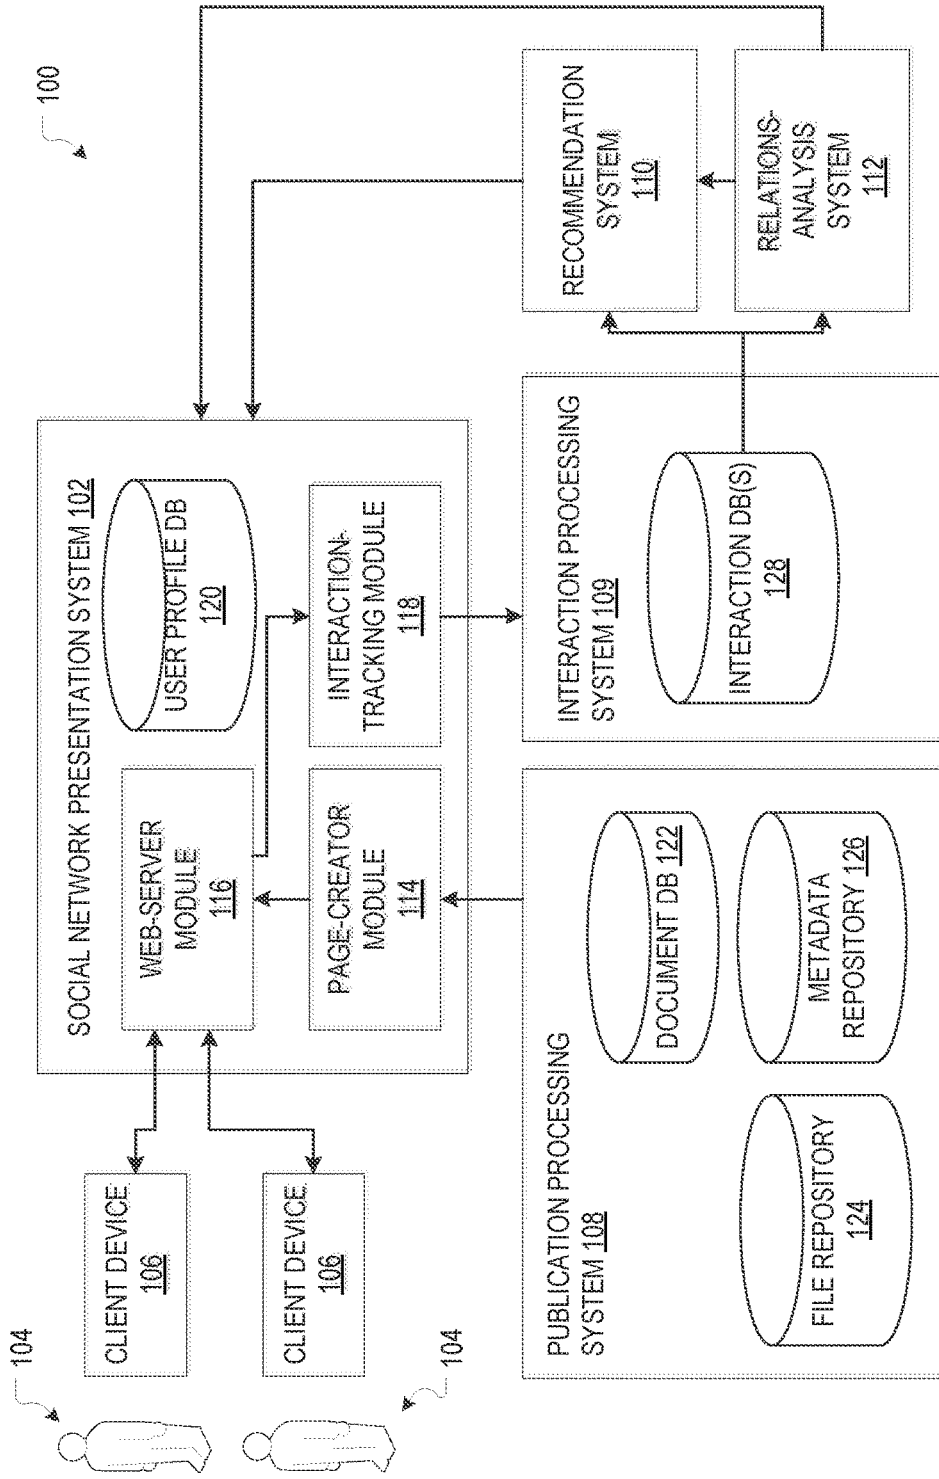 100
104
104
CLIENT DEVICE
106
CLIENT DEVICE
106
SOCIAL NETWORK PRESENTATION SYSTEM 102
WEB-SERVER
MODULE
116
USER PROFILE DB
120
PAGE-CREATOR
MODULE
114
INTERACTION-
TRACKING MODULE
118
RECOMMENDATION
SYSTEM
110
RELATIONS-
ANALYSIS
SYSTEM
112
PUBLICATION PROCESSING
SYSTEM 108
DOCUMENT DB 122
FILE REPOSITORY
124
METADADA
REPOSITORY 126
INTERACTION PROCESSING
SYSTEM 109
INTERACTION DB(S)
128